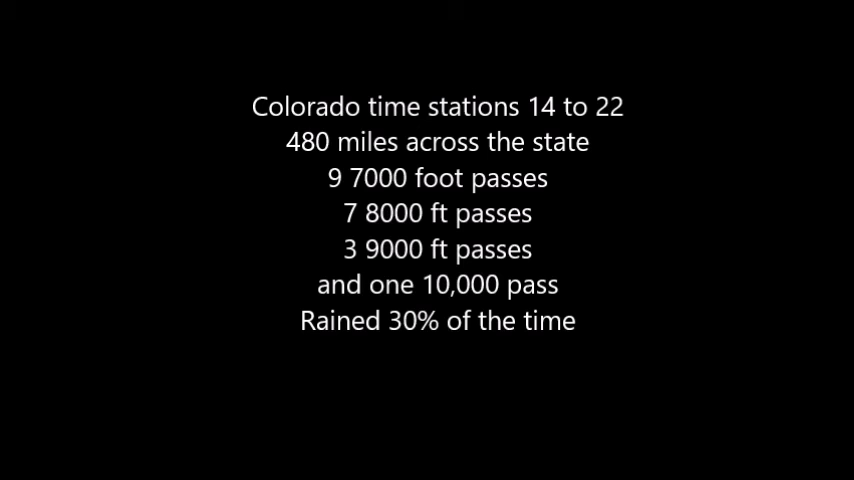 Colorado time stations 14 to 22
480 miles across the state
9 7000 foot passes
7 8000 ft passes
3 9000 ft passes
and one 10,000 pass
Rained 30% of the time